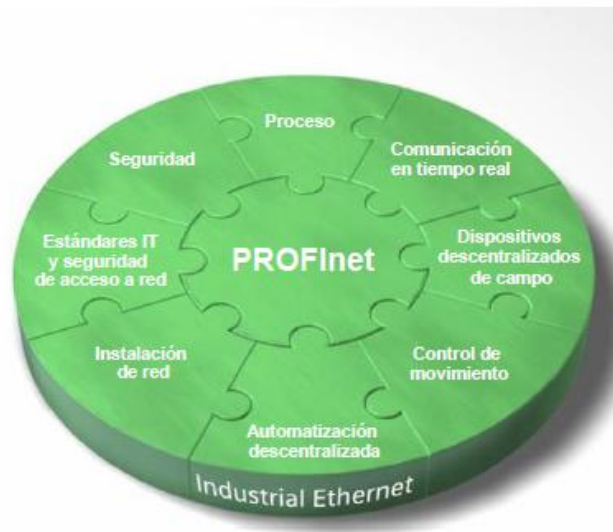 Proceso
Comunicación
en tiempo real
Seguridad
Dispositivos
descentralizados
de campo
Estándares IT
y seguridad
de acceso a red
PROFInet
Control de
movimiento
Instalación
de red
Automatización
descentralizada
Industrial Ethernet